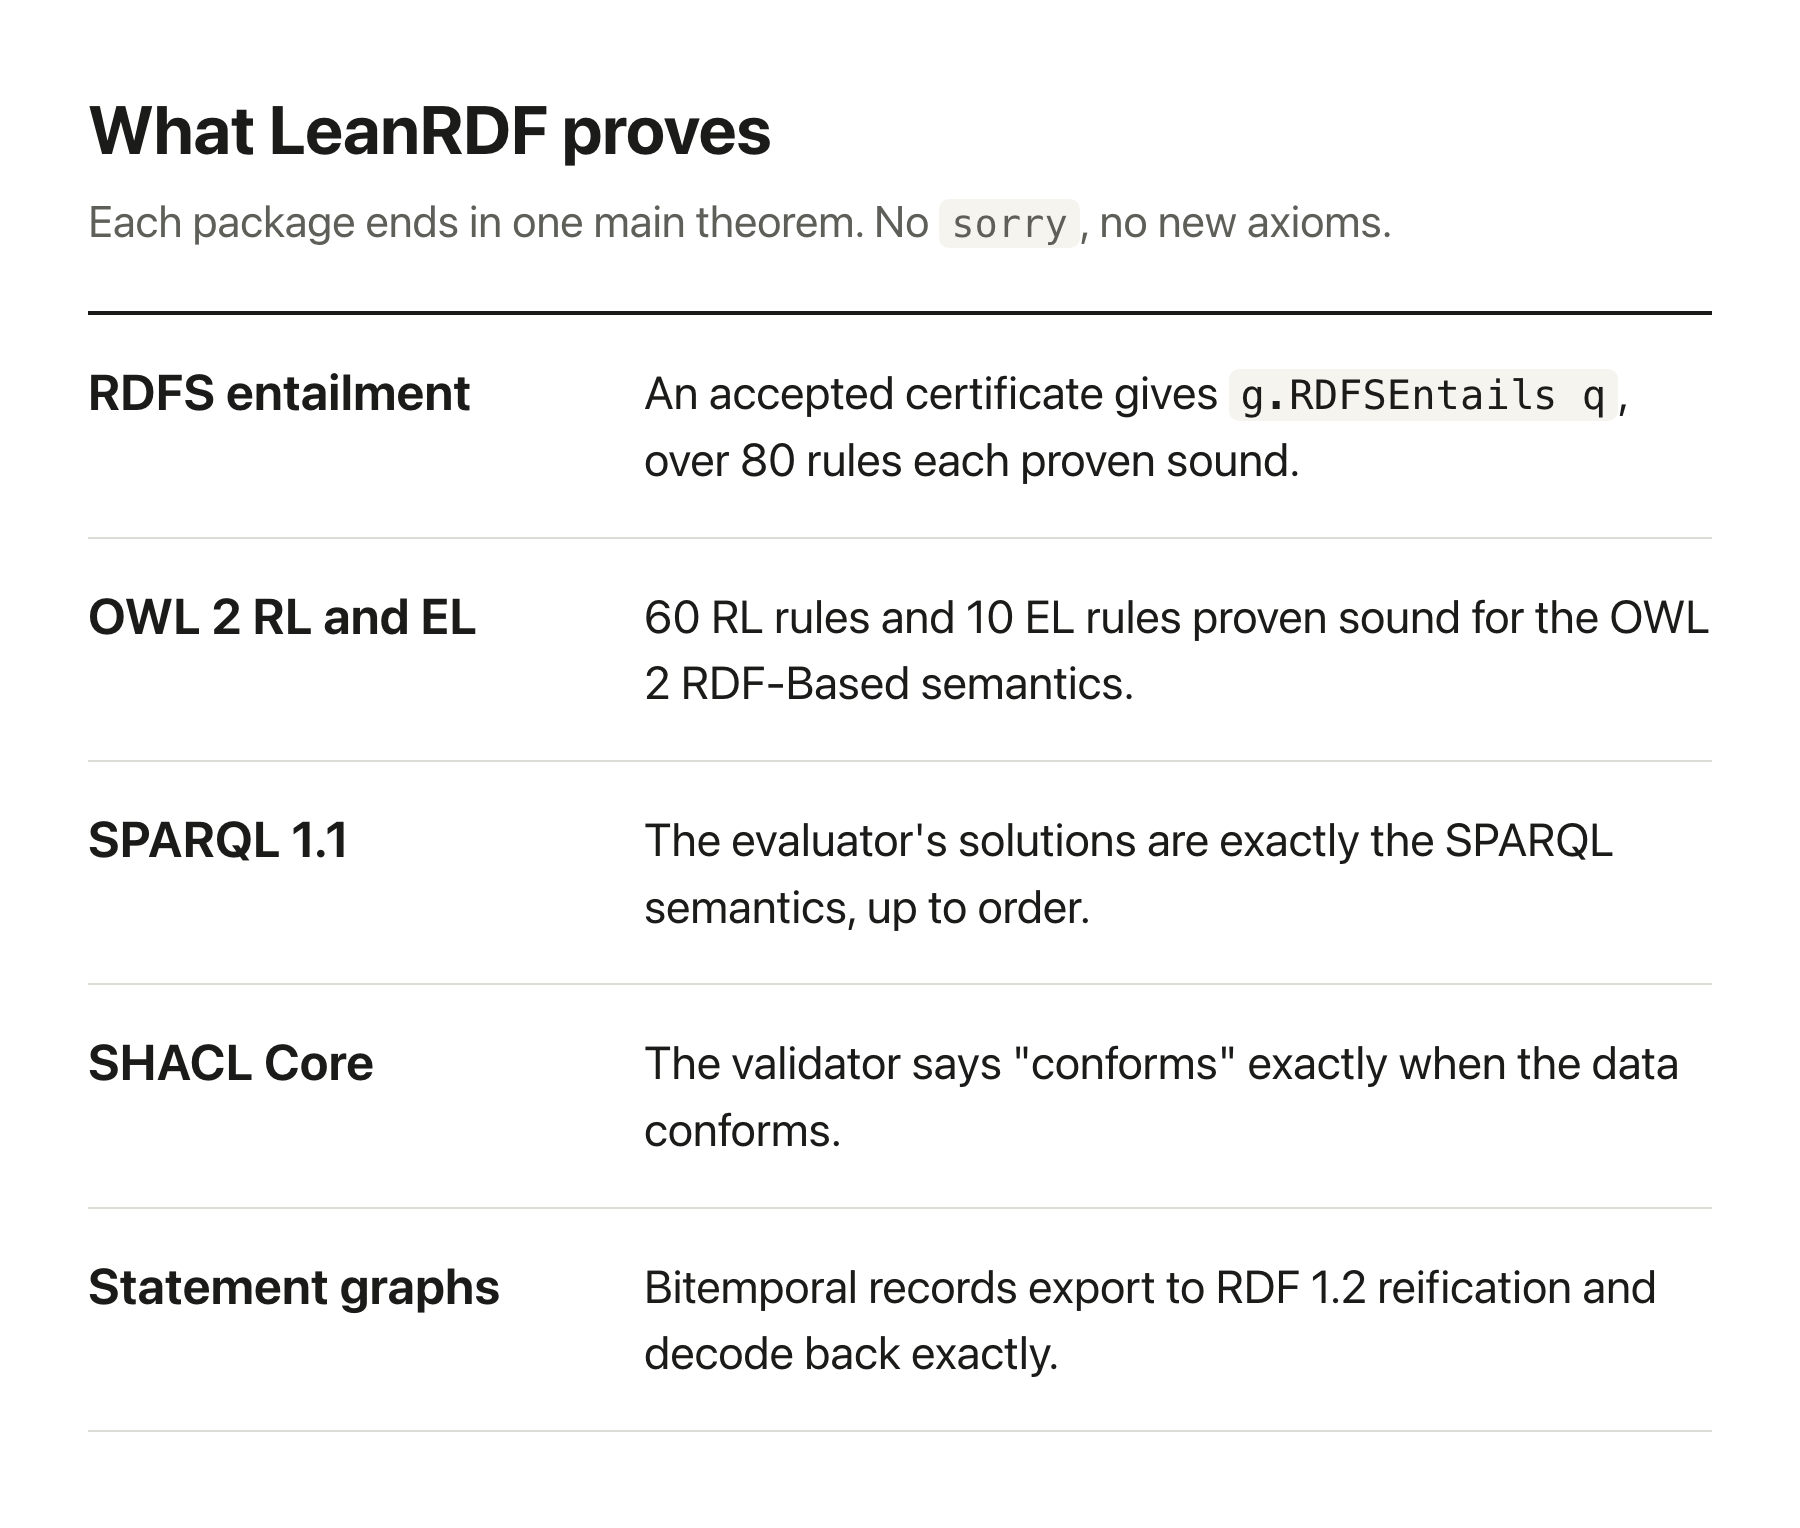 What LeanRDF proves
Each package ends in one main theorem. No sorry, no new axioms.
RDFS entailment
An accepted certificate gives g.RDFSEntails q,
over 80 rules each proven sound.
OWL 2 RL and EL
60 RL rules and 10 EL rules proven sound for the OWL
2 RDF-Based semantics.
SPARQL 1.1
The evaluator's solutions are exactly the SPARQL
semantics, up to order.
SHACL Core
The validator says "conforms" exactly when the data
conforms.
Statement graphs
Bitemporal records export to RDF 1.2 reification and
decode back exactly.